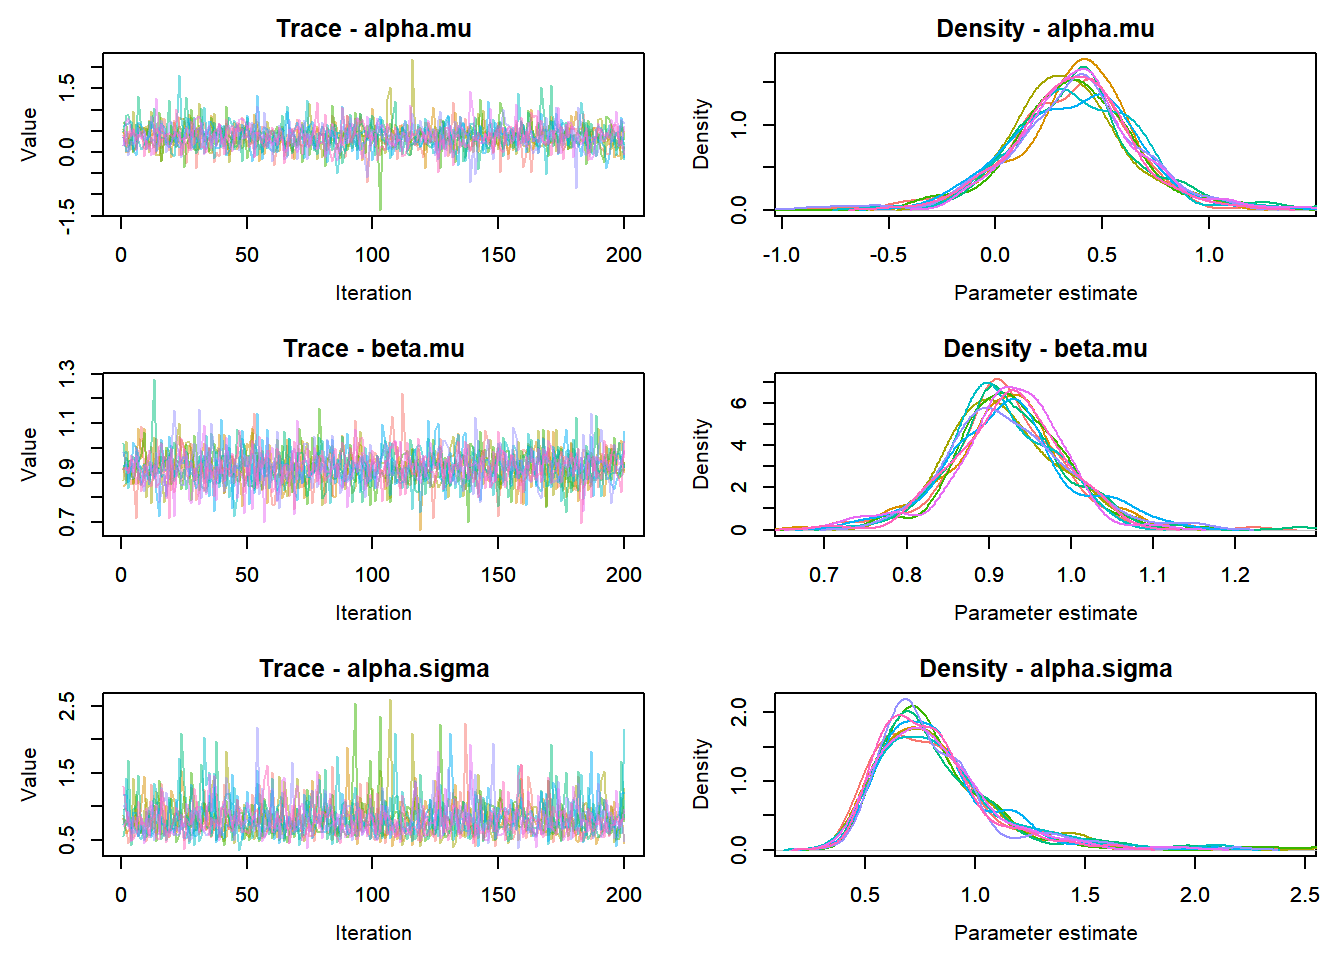 Trace - alpha.mu
Value
1.5
0.0
-1.5
0 50 100 150 200
Iteration
Density - alpha.mu
Density
1.0
0.0
-1.0 -0.5 0.0 0.5 1.0
Parameter estimate
Trace - beta.mu
Value
1.3
1.1
0.9
0.7
0 50 100 150 200
Iteration
Density - beta.mu
Density
6
4
2
0
0.7 0.8 0.9 1.0 1.1 1.2
Parameter estimate
Trace - alpha.sigma
Value
2.5
1.5
0.5
0 50 100 150 200
Iteration
Density - alpha.sigma
Density
2.0
1.0
0.0
0.5 1.0 1.5 2.0 2.5
Parameter estimate